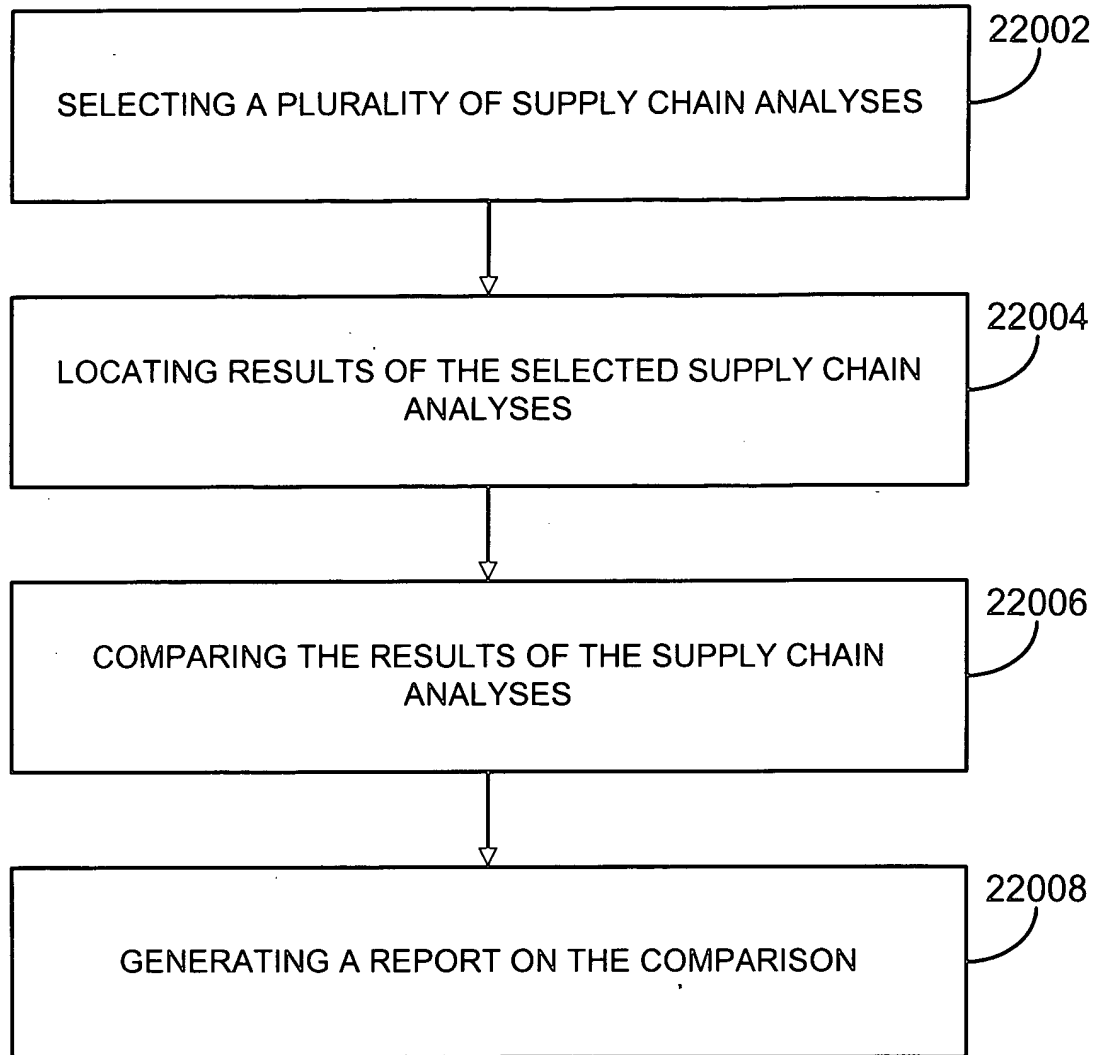 22002
SELECTING A PLURALITY OF SUPPLY CHAIN ANALYSES
22004
LOCATING RESULTS OF THE SELECTED SUPPLY CHAIN
ANALYSES
22006
COMPARING THE RESULTS OF THE SUPPLY CHAIN
ANALYSES
22008
GENERATING A REPORT ON THE COMPARISON